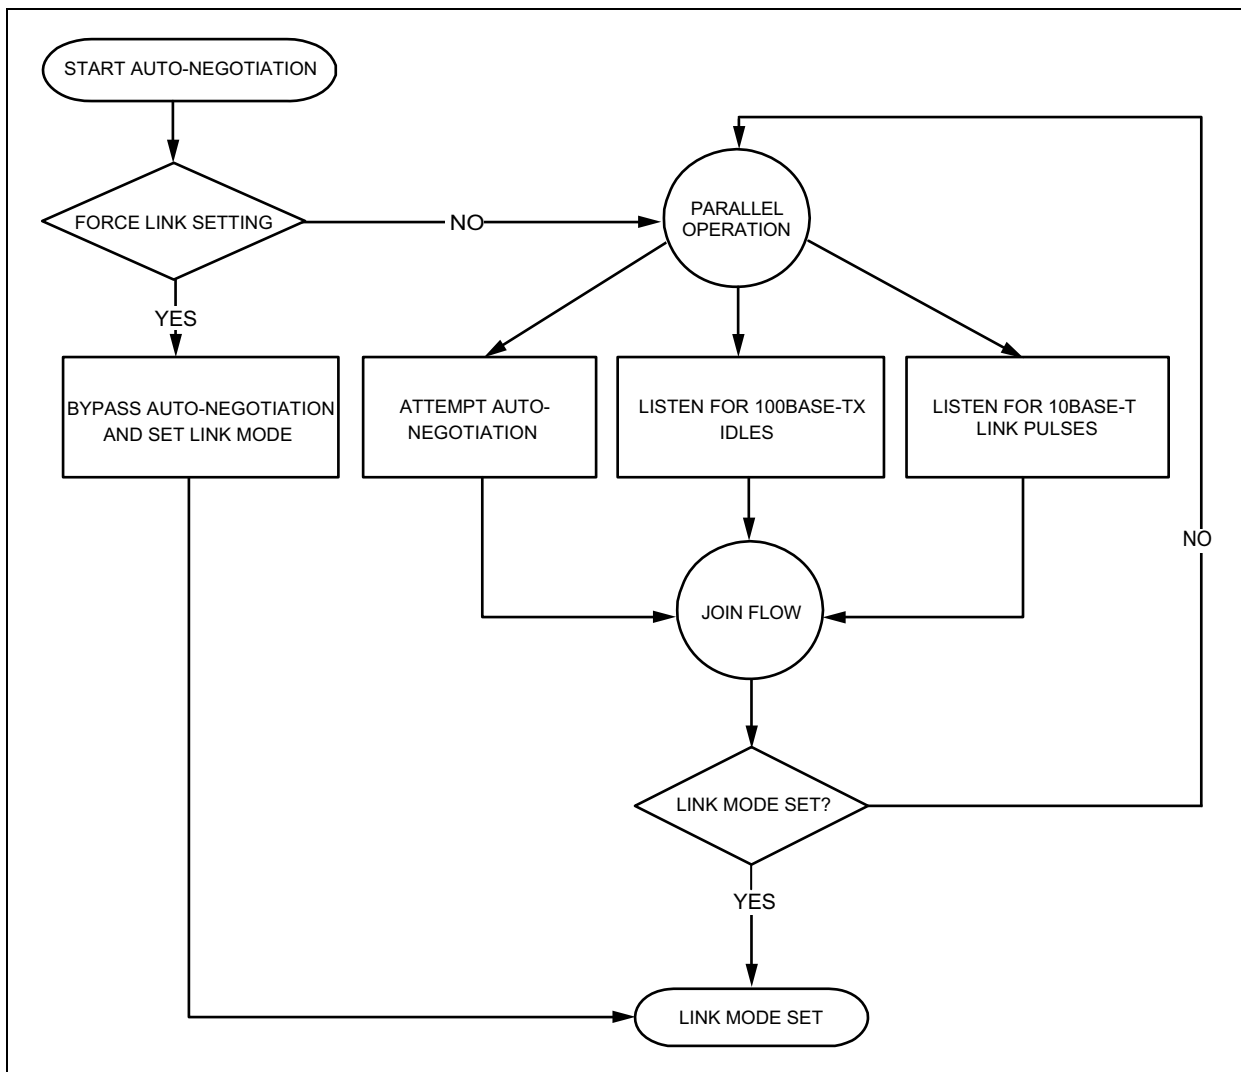 START AUTO-NEGOTIATION
FORCE LINK SETTING
NO
PARALLEL
OPERATION
YES
BYPASS AUTO-NEGOTIATION
AND SET LINK MODE
ATTEMPT AUTO-
NEGOTIATION
LISTEN FOR 100BASE-TX
IDLES
LISTEN FOR 10BASE-T
LINK PULSES
NO
JOIN FLOW
LINK MODE SET?
YES
LINK MODE SET